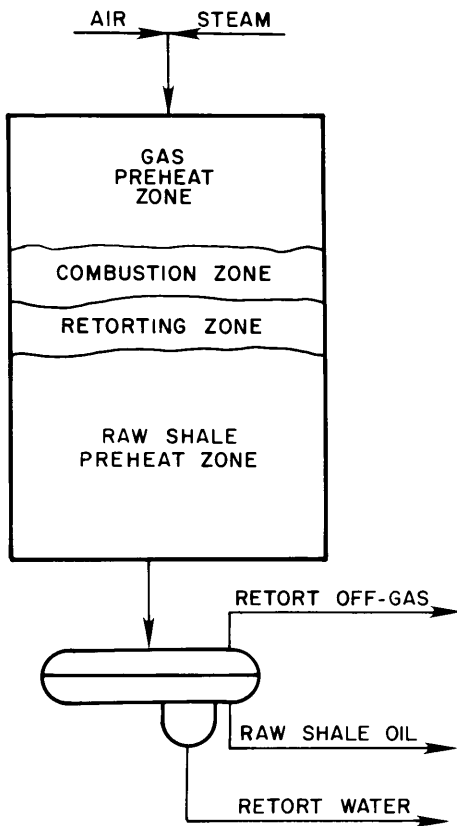 AIR STEAM
GAS
PREHEAT
ZONE
COMBUSTION ZONE
RETORTING ZONE
RAW SHALE
PREHEAT ZONE
RETORT OFF-GAS
RAW SHALE OIL
RETORT WATER